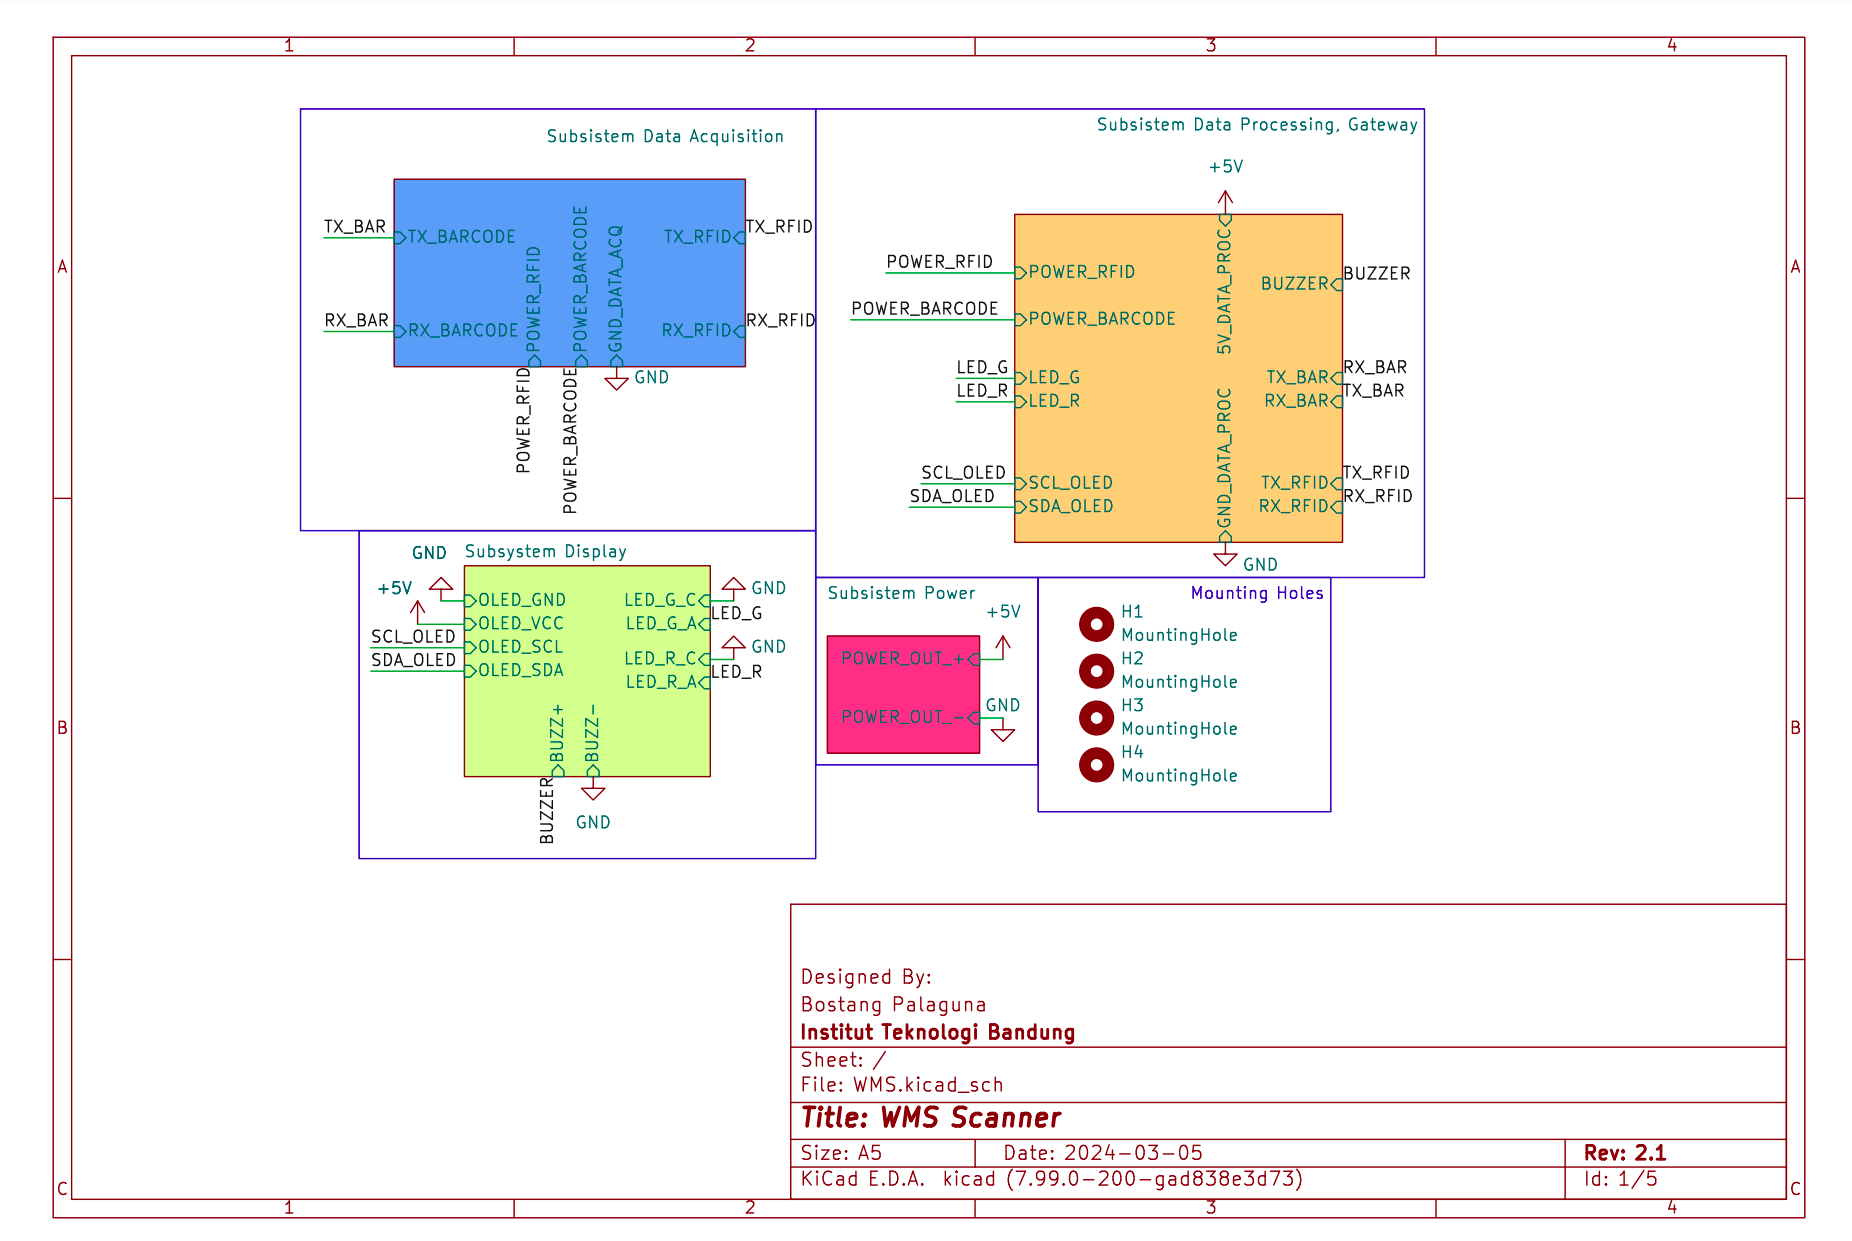 1 2 3 4
A
B
C
A
B
C
Subsistem Data Acquisition
TX_BAR
TX_BARCODE
RX_BAR
RX_BARCODE
POWER_RFID
POWER_BARCODE
GND_DATA_ACQ
TX_RFID
TX_RFID
RX_RFID
RX_RFID
POWER_RFID
POWER_BARCODE
GND
Subsistem Data Processing, Gateway
+5V
5V_DATA_PROC
POWER_RFID
POWER_RFID
POWER_BARCODE
POWER_BARCODE
LED_G
LED_G
LED_R
LED_R
SCL_OLED
SCL_OLED
SDA_OLED
SDA_OLED
BUZZER
BUZZER
TX_BAR
RX_BAR
RX_BAR
TX_BAR
TX_RFID
TX_RFID
RX_RFID
RX_RFID
GND_DATA_PROC
GND
Subsystem Display
GND
+5V
OLED_GND
OLED_VCC
SCL_OLED
OLED_SCL
SDA_OLED
OLED_SDA
LED_G_C
GND
LED_G
LED_G_A
LED_R_C
GND
LED_R
LED_R_A
BUZZ+
BUZZ-
BUZZER
GND
Subsistem Power
+5V
POWER_OUT_+
GND
POWER_OUT_-
Mounting Holes
H1
MountingHole
H2
MountingHole
H3
MountingHole
H4
MountingHole
Designed By:
Bostang Palaguna
Institut Teknologi Bandung
Sheet: /
File: WMS.kicad_sch
Title: WMS Scanner
Size: A5 Date: 2024-03-05 Rev: 2.1
KiCad E.D.A. kicad (7.99.0-200-gad838e3d73) Id: 1/5
1 2 3 4